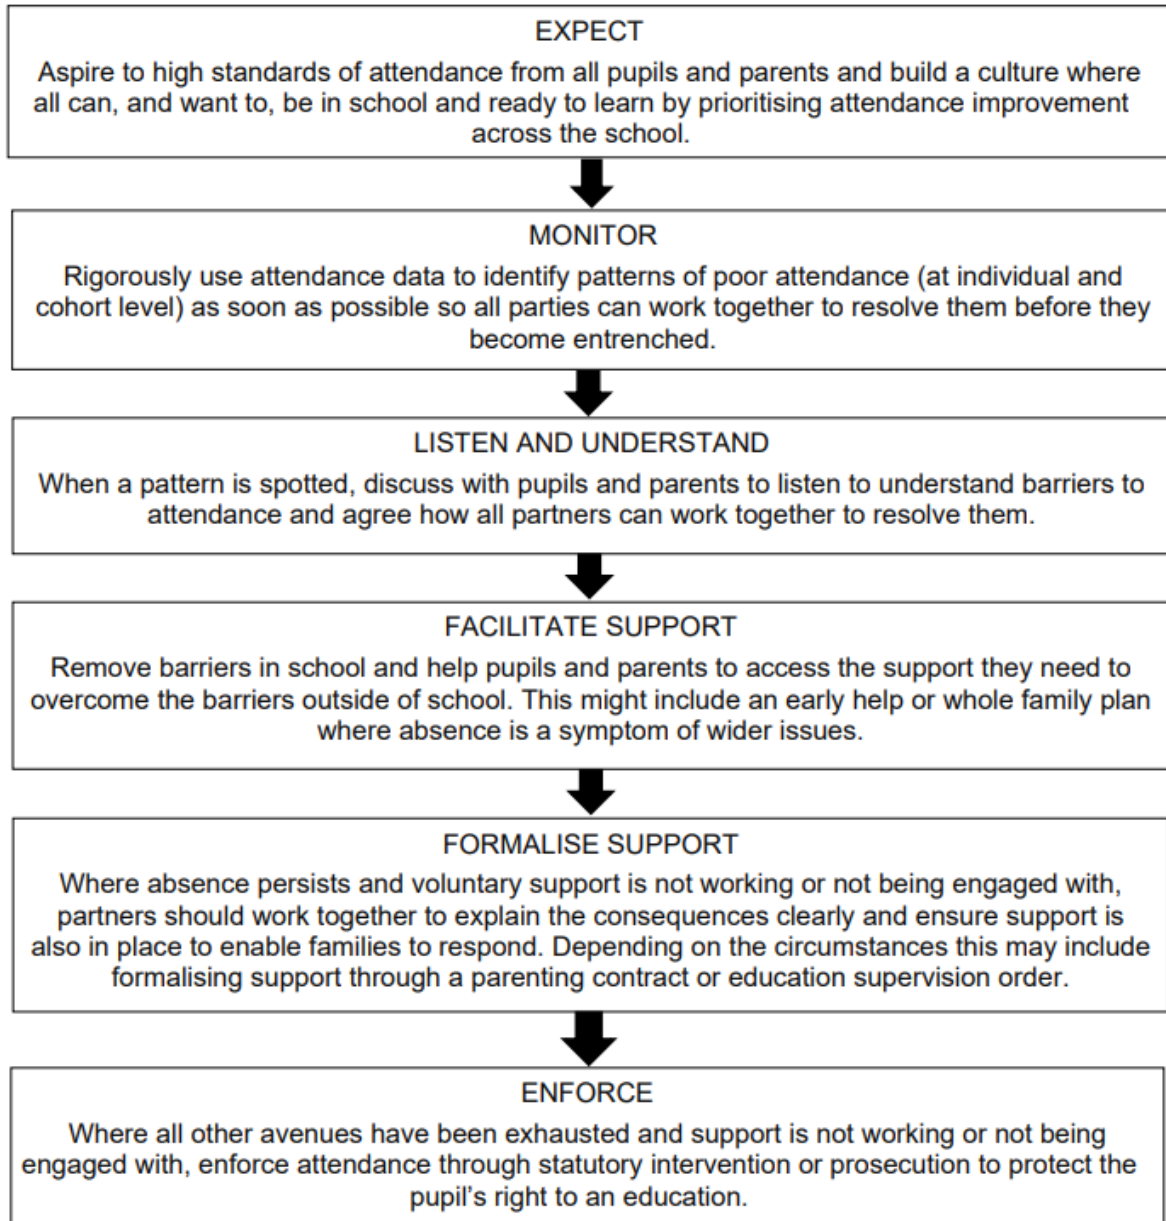 EXPECT
Aspire to high standards of attendance from all pupils and parents and build a culture where
all can, and want to, be in school and ready to learn by prioritising attendance improvement
across the school.
MONITOR
Rigorously use attendance data to identify patterns of poor attendance (at individual and
cohort level) as soon as possible so all parties can work together to resolve them before they
become entrenched.
LISTEN AND UNDERSTAND
When a pattern is spotted, discuss with pupils and parents to listen to understand barriers to
attendance and agree how all partners can work together to resolve them.
FACILITATE SUPPORT
Remove barriers in school and help pupils and parents to access the support they need to
overcome the barriers outside of school. This might include an early help or whole family plan
where absence is a symptom of wider issues.
FORMALISE SUPPORT
Where absence persists and voluntary support is not working or not being engaged with,
partners should work together to explain the consequences clearly and ensure support is
also in place to enable families to respond. Depending on the circumstances this may include
formalising support through a parenting contract or education supervision order.
ENFORCE
Where all other avenues have been exhausted and support is not working or not being
engaged with, enforce attendance through statutory intervention or prosecution to protect the
pupil's right to an education.